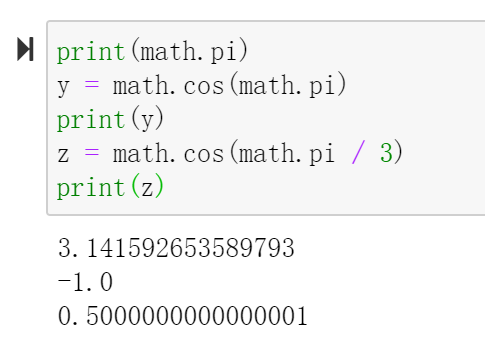 print(math.pi)
y = math.cos(math.pi)
print(y)
z = math.cos(math.pi / 3)
print(z)
3.141592653589793
-1.0
0.5000000000000001